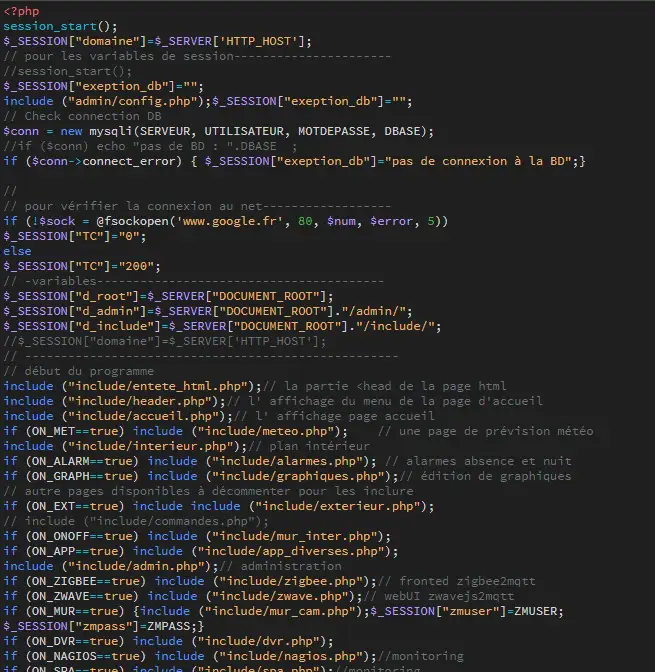 <?php
session_start();
$_SESSION["domaine"]=$_SERVER['HTTP_HOST'];
// pour les variables de session----------------------
//session_start();
$_SESSION["exeption_db"]="";
include ("admin/config.php");$_SESSION["exeption_db"]="";
// Check connection DB
$conn = new mysqli(SERVEUR, UTILISATEUR, MOTDEPASSE, DBASE);
//if ($conn) echo "pas de BD : ".DBASE  ;
if ($conn->connect_error) { $_SESSION["exeption_db"]="pas de connexion à la BD";}
//
// pour vérifier la connexion au net------------------
if (!$sock = @fsockopen('www.google.fr', 80, $num, $error, 5))
$_SESSION["TC"]="0";
else
$_SESSION["TC"]="200";
// -variables----------------------------------------
$_SESSION["d_root"]=$_SERVER["DOCUMENT_ROOT"];
$_SESSION["d_admin"]=$_SERVER["DOCUMENT_ROOT"]."/admin/";
$_SESSION["d_include"]=$_SERVER["DOCUMENT_ROOT"]."/include/";
//$_SESSION["domaine"]=$_SERVER['HTTP_HOST'];
// ----------------------------------------------------
// début du programme
include ("include/entete_html.php");// la partie <head de la page html
include ("include/header.php");// l' affichage du menu de la page d'accueil
include ("include/accueil.php");// l' affichage page accueil
if (ON_MET==true) include ("include/meteo.php");    // une page de prévision météo
include ("include/interieur.php");// plan intérieur
if (ON_ALARM==true) include ("include/alarmes.php"); // alarmes absence et nuit
if (ON_GRAPH==true) include ("include/graphiques.php");// édition de graphiques
// autre pages disponibles à décommenter pour les inclure
if (ON_EXT==true) include include ("include/exterieur.php");
// include ("include/commandes.php");
if (ON_ONOFF==true) include ("include/mur_inter.php");
if (ON_APP==true) include ("include/app_diverses.php");
include ("include/admin.php");// administration
if (ON_ZIGBEE==true) include ("include/zigbee.php");// fronted zigbee2mqtt
if (ON_ZWAVE==true) include ("include/zwave.php");// webUI zwavejs2mqtt
if (ON_MUR==true) {include ("include/mur_cam.php");$_SESSION["zmuser"]=ZMUSER;
$_SESSION["zmpass"]=ZMPASS;}
if (ON_DVR==true) include ("include/dvr.php");
if (ON_NAGIOS==true) include ("include/nagios.php");//monitoring
if (ON_SPA==true) include ("include/spa.php");//monitoring